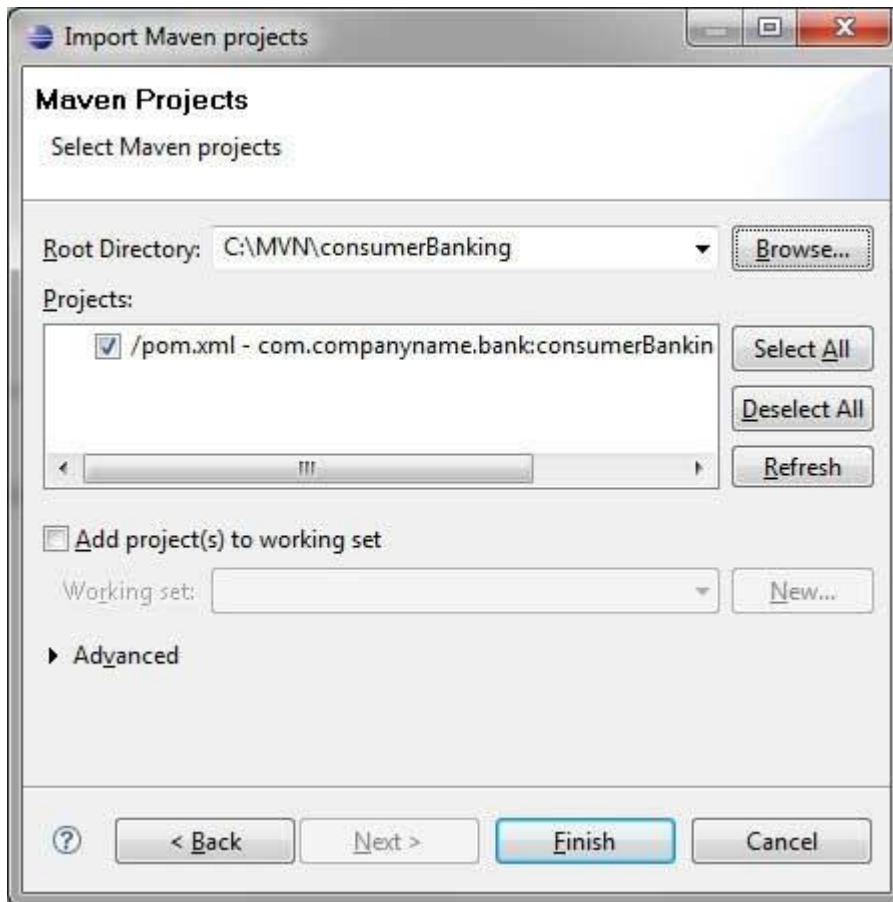 Import Maven projects
Maven Projects
Select Maven projects
Root Directory: C:\MVN\consumerBanking Browse...
Projects:
/pom.xml - com.companyname.bank:consumerBankin Select All
Deselect All
Refresh
Add project(s) to working set
Working set: New...
Advanced
? < Back Next > Finish Cancel